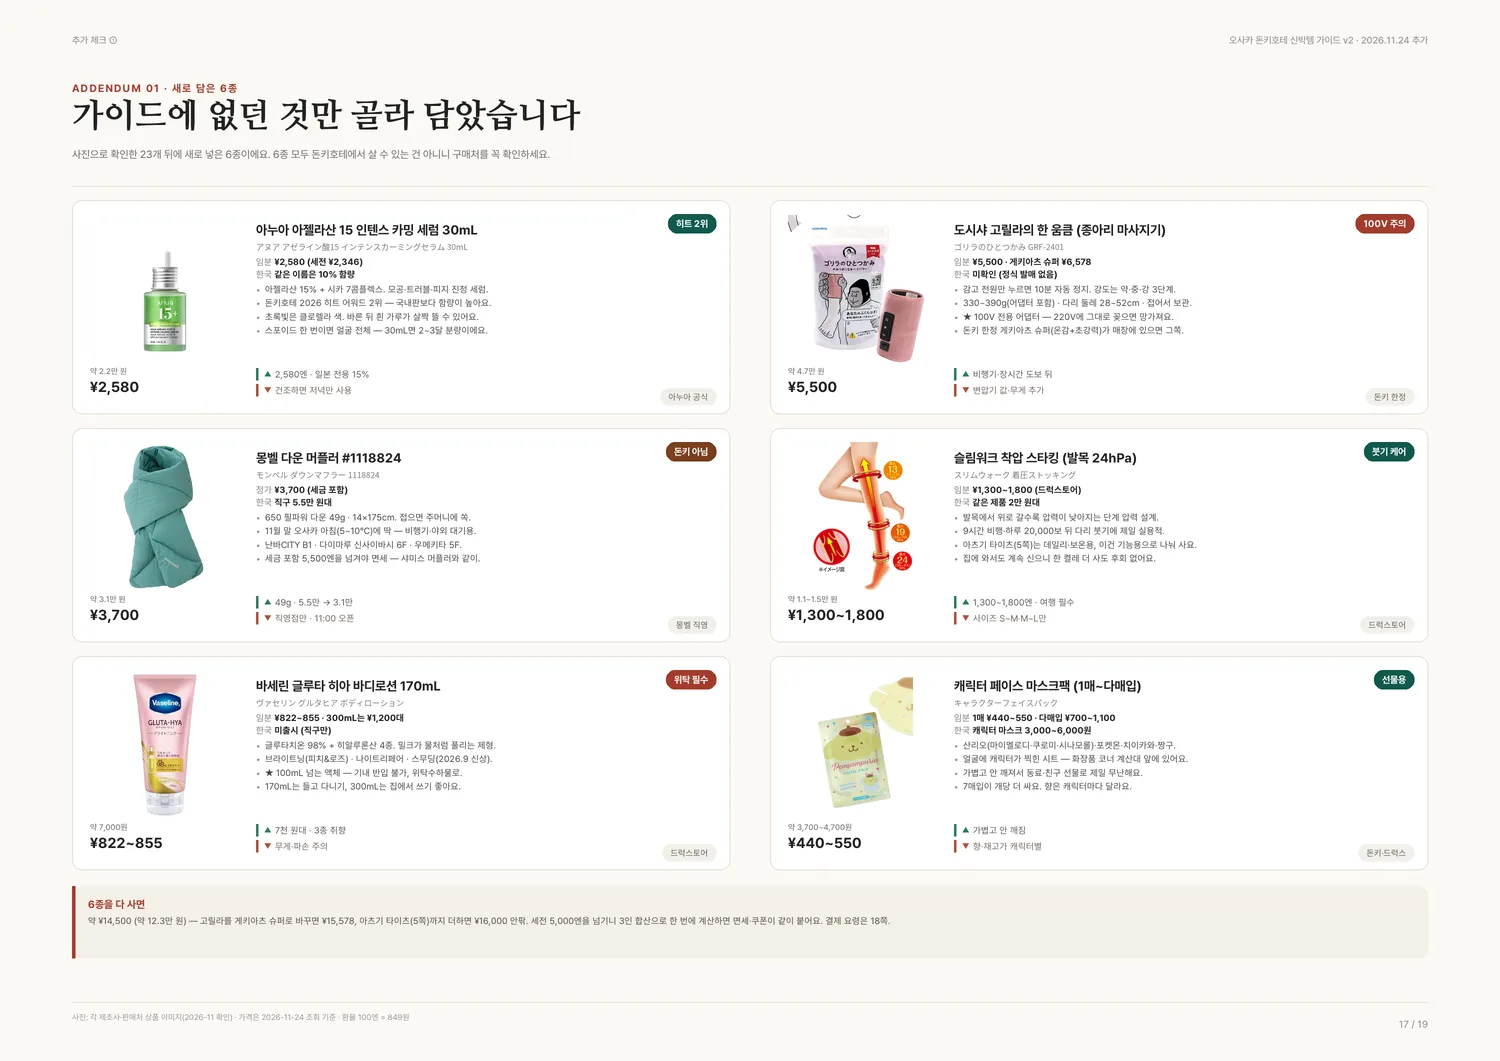 추가 체크 ①
오사카 돈키호테 신박템 가이드 v2 · 2026.11.24 추가
ADDENDUM 01 · 새로 담은 6종
가이드에 없던 것만 골라 담았습니다
사진으로 확인한 23개 뒤에 새로 넣은 6종이에요. 6종 모두 돈키호테에서 살 수 있는 건 아니니 구매처를 꼭 확인하세요.
아누아 아젤라산 15 인텐스 카밍 세럼 30mL
히트 2위
アヌア アゼライン酸15 インテンスカーミングセラム 30mL
일본 ¥2,580 (세전 ¥2,346)
한국 같은 이름은 10% 함량
• 아젤라산 15% + 시카 7콤플렉스. 모공·트러블·피지 진정 세럼.
• 돈키호테 2026 히트 어워드 2위 — 국내판보다 함량이 높아요.
• 초록빛은 클로렐라 색. 바른 뒤 흰 가루가 살짝 뜰 수 있어요.
• 스포이드 한 번이면 얼굴 전체 — 30mL면 2~3달 분량이에요.
약 2.2만 원
¥2,580
▲ 2,580엔 · 일본 전용 15%
▼ 건조하면 저녁만 사용
아누아 공식
ANUA
15+
도시샤 고릴라의 한 움큼 (종아리 마사지기)
100V 주의
ゴリラのひとつかみ GRF-2401
일본 ¥5,500 · 게키아츠 슈퍼 ¥6,578
한국 미확인 (정식 발매 없음)
• 감고 전원만 누르면 10분 자동 정지. 강도는 약·중·강 3단계.
• 330~390g(어댑터 포함) · 다리 둘레 28~52cm · 접어서 보관.
• ★ 100V 전용 어댑터 — 220V에 그대로 꽂으면 망가져요.
• 돈키 한정 게키아츠 슈퍼(온감+초강력)가 매장에 있으면 그쪽.
약 4.7만 원
¥5,500
▲ 비행기·장시간 도보 뒤
▼ 변압기 값·무게 추가
돈키 한정
ゴリラのひとつかみ
몽벨 다운 머플러 #1118824
돈키 아님
モンベル ダウンマフラー 1118824
정가 ¥3,700 (세금 포함)
한국 직구 5.5만 원대
• 650 필파워 다운 49g · 14×175cm. 접으면 주머니에 쏙.
• 11월 말 오사카 아침(5~10°C)에 딱 — 비행기·야외 대기용.
• 난바CITY B1 · 다이마루 신사이바시 6F · 우메키타 5F.
• 세금 포함 5,500엔을 넘겨야 면세 — 샤미스 머플러와 같이.
약 3.1만 원
¥3,700
▲ 49g · 5.5만 → 3.1만
▼ 직영점만 · 11:00 오픈
몽벨 직영
슬림워크 착압 스타킹 (발목 24hPa)
붓기 케어
スリムウォーク 着圧ストッキング
일본 ¥1,300~1,800 (드럭스토어)
한국 같은 제품 2만 원대
• 발목에서 위로 갈수록 압력이 낮아지는 단계 압력 설계.
• 9시간 비행·하루 20,000보 뒤 다리 붓기에 제일 실용적.
• 아츠기 타이츠(5쪽)는 데일리·보온용, 이건 기능용으로 나눠 사요.
• 집에 와서도 계속 신으니 한 켤레 더 사도 후회 없어요.
약 1.1~1.5만 원
¥1,300~1,800
▲ 1,300~1,800엔 · 여행 필수
▼ 사이즈 S~M·M~L만
드럭스토어
13
19
24
※イメージ図
바세린 글루타 히아 바디로션 170mL
위탁 필수
ヴァセリン グルタヒア ボディローション
일본 ¥822~855 · 300mL는 ¥1,200대
한국 미출시 (직구만)
• 글루타치온 98% + 히알루론산 4종. 밀크가 물처럼 풀리는 제형.
• 브라이트닝(피치&로즈) · 나이트리페어 · 스무딩(2026.9 신상).
• ★ 100mL 넘는 액체 — 기내 반입 불가, 위탁수하물로.
• 170mL는 들고 다니기, 300mL는 집에서 쓰기 좋아요.
약 7,000원
¥822~855
▲ 7천 원대 · 3종 취향
▼ 무게·파손 주의
드럭스토어
Vaseline.
GLUTA-HYA
캐릭터 페이스 마스크팩 (1매~다매입)
선물용
キャラクターフェイスパック
일본 1매 ¥440~550 · 다매입 ¥700~1,100
한국 캐릭터 마스크 3,000~6,000원
• 산리오(마이멜로디·쿠로미·시나모롤)·포켓몬·치이카와·짱구.
• 얼굴에 캐릭터가 찍힌 시트 — 화장품 코너 계산대 앞에 있어요.
• 가볍고 안 깨져서 동료·친구 선물로 제일 무난해요.
• 7매입이 개당 더 싸요. 향은 캐릭터마다 달라요.
약 3,700~4,700원
¥440~550
▲ 가볍고 안 깨짐
▼ 향·재고가 캐릭터별
돈키·드럭스
Pompompurin
6종을 다 사면
약 ¥14,500 (약 12.3만 원) — 고릴라를 게키아츠 슈퍼로 바꾸면 ¥15,578, 아츠기 타이츠(5쪽)까지 더하면 ¥16,000 안팎. 세전 5,000엔을 넘기니 3인 합산으로 한 번에 계산하면 면세·쿠폰이 같이 붙어요. 결제 요령은 18쪽.
사진: 각 제조사·판매처 상품 이미지(2026-11 확인) · 가격은 2026-11-24 조회 기준 · 환율 100엔 = 849원
17 / 19